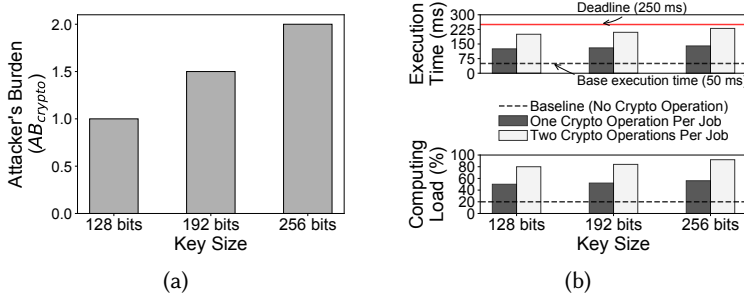 Attacker's Burden
(AB_crypto)
2.0
1.5
1.0
0.5
0.0
128 bits 192 bits 256 bits
Key Size
(a)
Deadline (250 ms)
Execution
Time (ms)
300
225
150
75
0
Base execution time (50 ms)
Baseline (No Crypto Operation)
One Crypto Operation Per Job
Two Crypto Operations Per Job
Computing
Load (%)
100
80
60
40
20
0
128 bits 192 bits 256 bits
Key Size
(b)